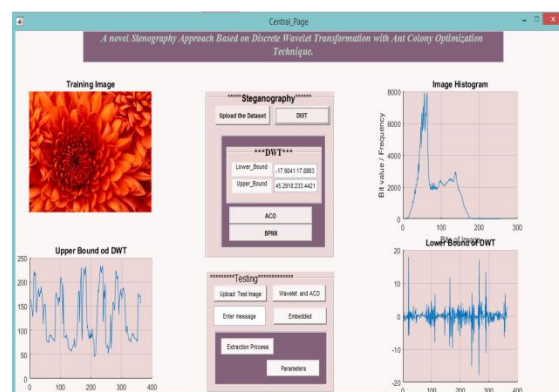 Central_Page
A novel Stenography Approach Based on Discrete Wavelet Transformation with Ant Colony Optimization
Technique.
Training Image
*****Steganography******
Upload the Dataset
DWT
***DWT***
Lower_Bound
-17.9041:17.0883
Upper_Bound
45.2918:233.4421
ACO
BPNN
Image Histogram
Bit value / Frequency
8000
6000
4000
2000
0
0 100 200 300
Bits of Image
Upper Bound od DWT
250
200
150
100
50
0
0 100 200 300 400
*********Testing*************
Upload Test Image
Wavelet and ACO
Enter message
Embedded
Extraction Process
Parameters
Lower Bound of DWT
20
10
0
-10
-20
0 100 200 300 400